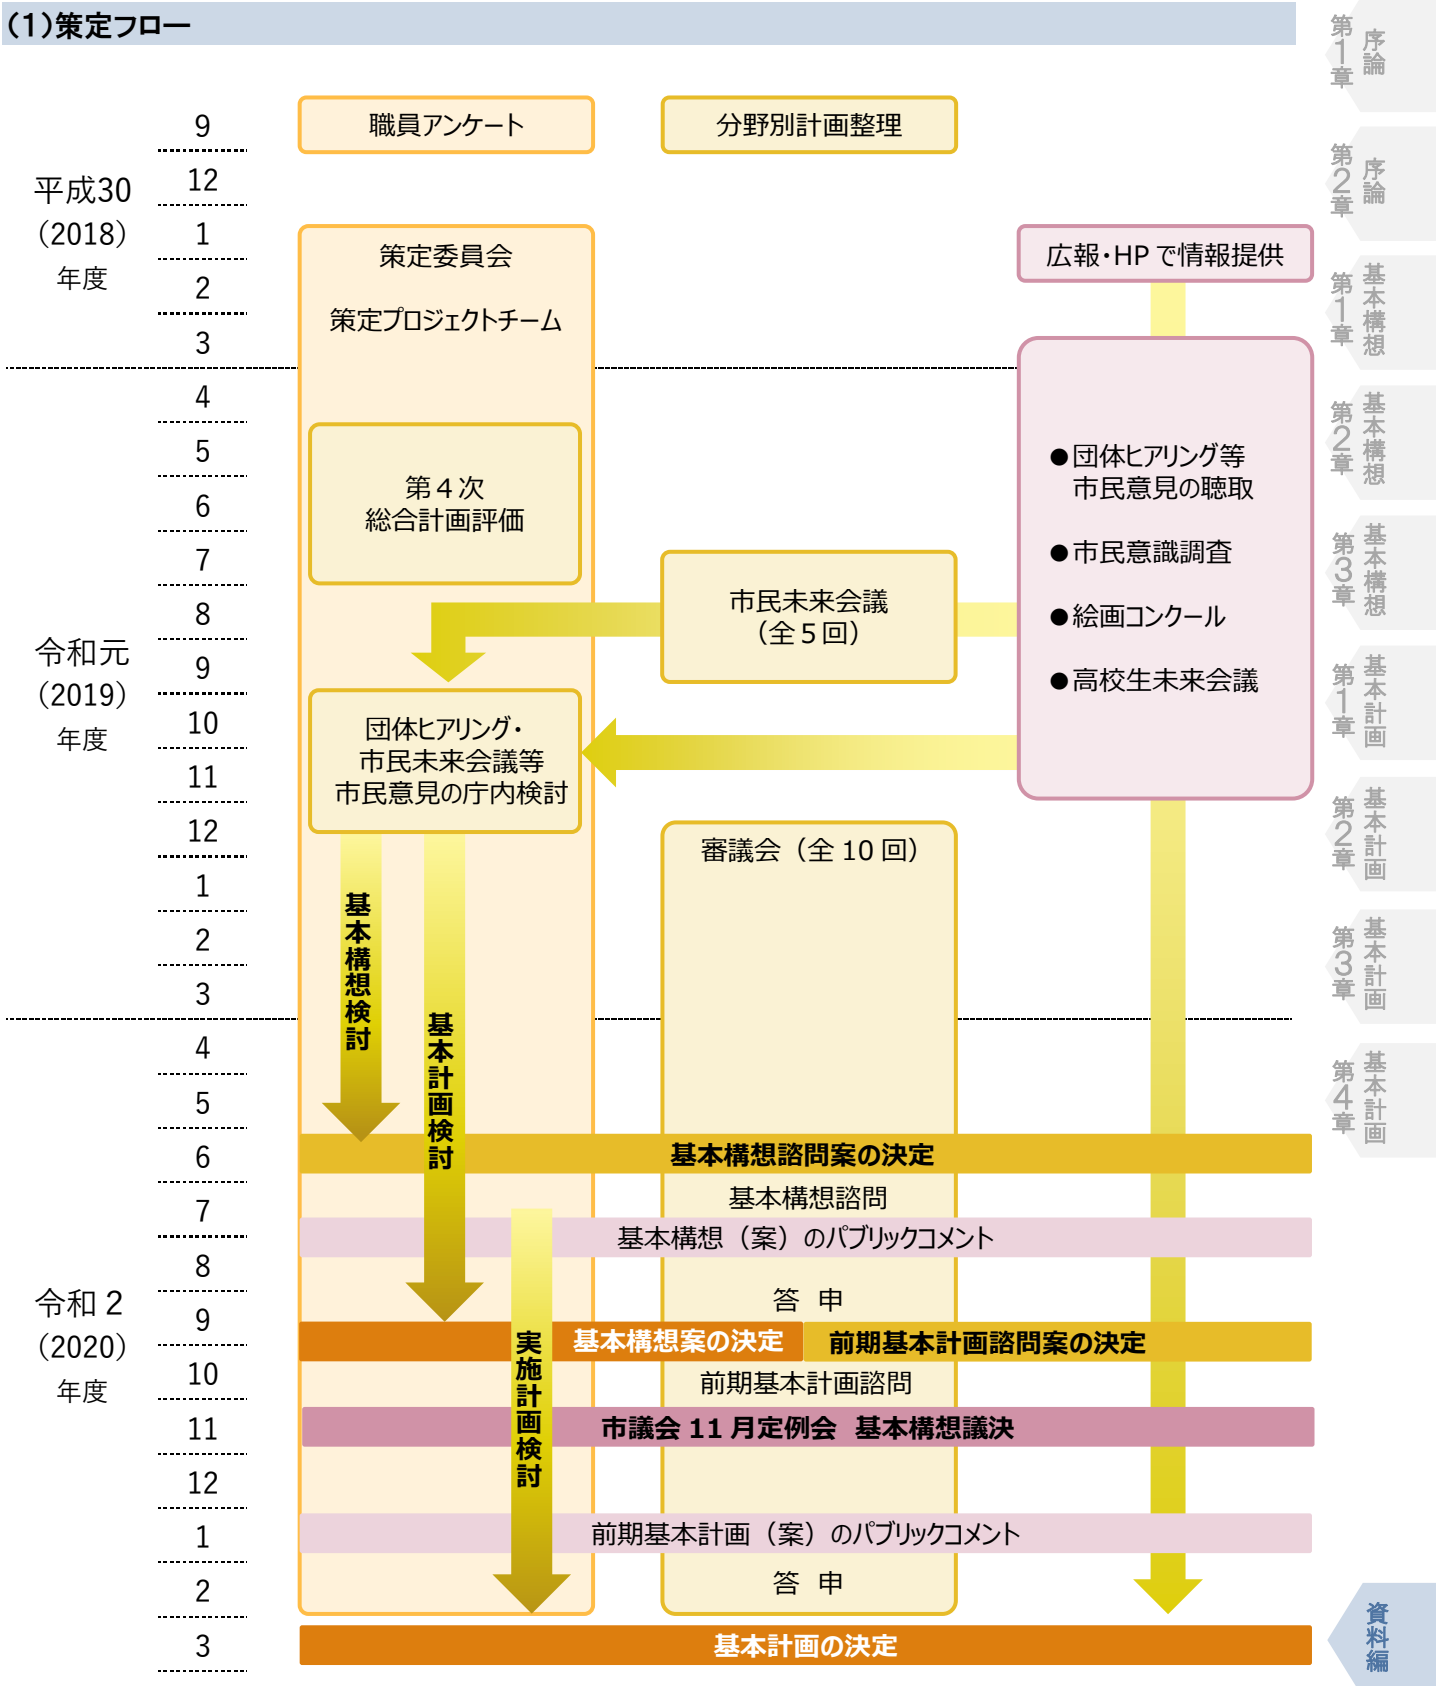 (1)策定フロー
平成30
（2018）
年度
9
12
1
2
3
職員アンケート
分野別計画整理
策定委員会
策定プロジェクトチーム
広報・HP で情報提供
令和元
（2019）
年度
4
5
6
7
8
9
10
11
12
1
2
3
第４次
総合計画評価
市民未来会議
（全５回）
●団体ヒアリング等
市民意見の聴取
●市民意識調査
●絵画コンクール
●高校生未来会議
団体ヒアリング・
市民未来会議等
市民意見の庁内検討
審議会（全 10 回）
基本構想検討
基本計画検討
令和２
（2020）
年度
4
5
6
7
8
9
10
11
12
1
2
3
基本構想諮問案の決定
基本構想諮問
基本構想（案）のパブリックコメント
答 申
基本構想案の決定
前期基本計画諮問案の決定
実施計画検討
前期基本計画諮問
市議会 11 月定例会 基本構想議決
前期基本計画（案）のパブリックコメント
答 申
基本計画の決定
序論
第1章
序論
第2章
基本構想
第1章
基本構想
第2章
基本構想
第3章
基本計画
第1章
基本計画
第2章
基本計画
第3章
基本計画
第4章
資料編